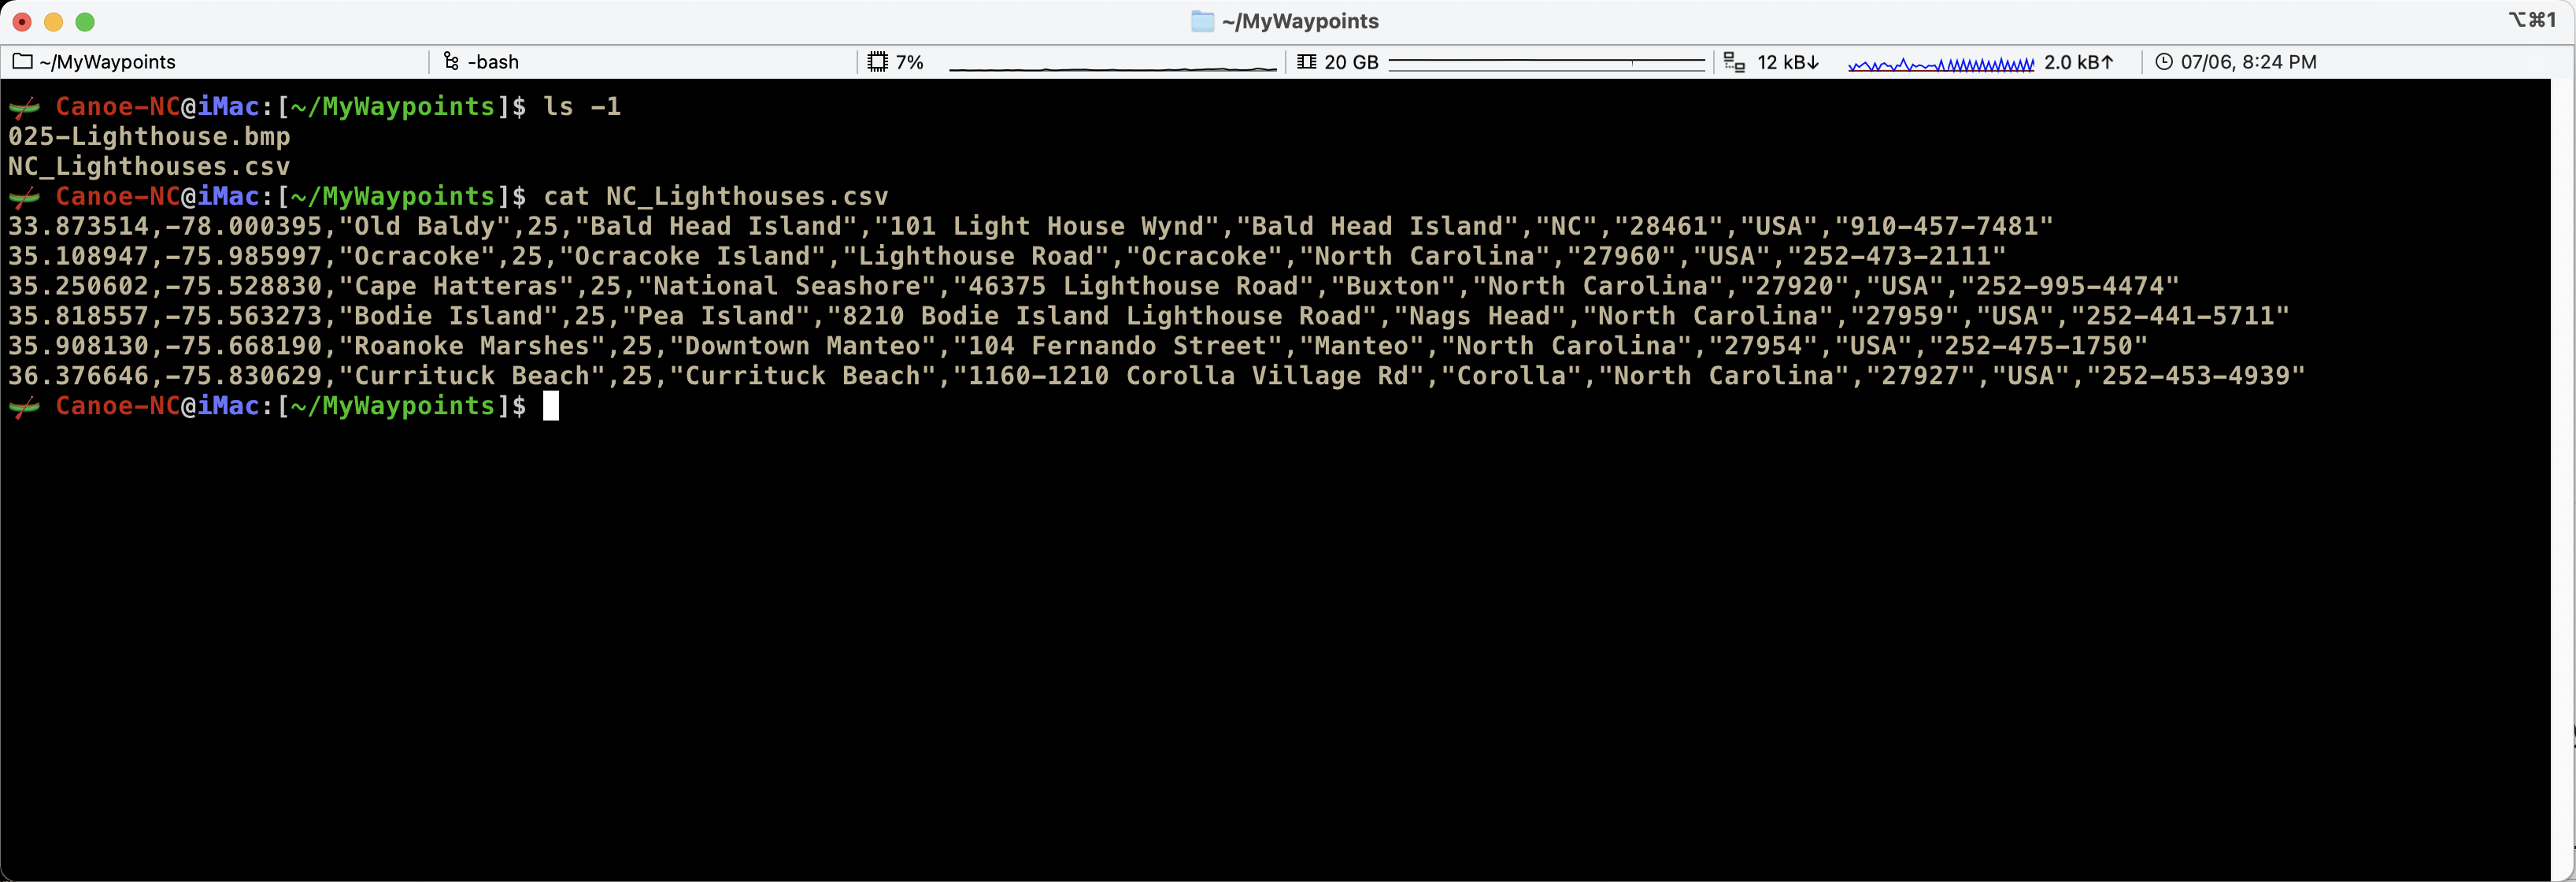 ~/MyWaypoints
⌥⌘1
~/MyWaypoints -bash 7% 20 GB 12 kB↓ 2.0 kB↑ 07/06, 8:24 PM
Canoe-NC@iMac:[~/MyWaypoints]$ ls -1
025-Lighthouse.bmp
NC_Lighthouses.csv
Canoe-NC@iMac:[~/MyWaypoints]$ cat NC_Lighthouses.csv
33.873514,-78.000395,"Old Baldy",25,"Bald Head Island","101 Light House Wynd","Bald Head Island","NC","28461","USA","910-457-7481"
35.108947,-75.985997,"Ocracoke",25,"Ocracoke Island","Lighthouse Road","Ocracoke","North Carolina","27960","USA","252-473-2111"
35.250602,-75.528830,"Cape Hatteras",25,"National Seashore","46375 Lighthouse Road","Buxton","North Carolina","27920","USA","252-995-4474"
35.818557,-75.563273,"Bodie Island",25,"Pea Island","8210 Bodie Island Lighthouse Road","Nags Head","North Carolina","27959","USA","252-441-5711"
35.908130,-75.668190,"Roanoke Marshes",25,"Downtown Manteo","104 Fernando Street","Manteo","North Carolina","27954","USA","252-475-1750"
36.376646,-75.830629,"Currituck Beach",25,"Currituck Beach","1160-1210 Corolla Village Rd","Corolla","North Carolina","27927","USA","252-453-4939"
Canoe-NC@iMac:[~/MyWaypoints]$